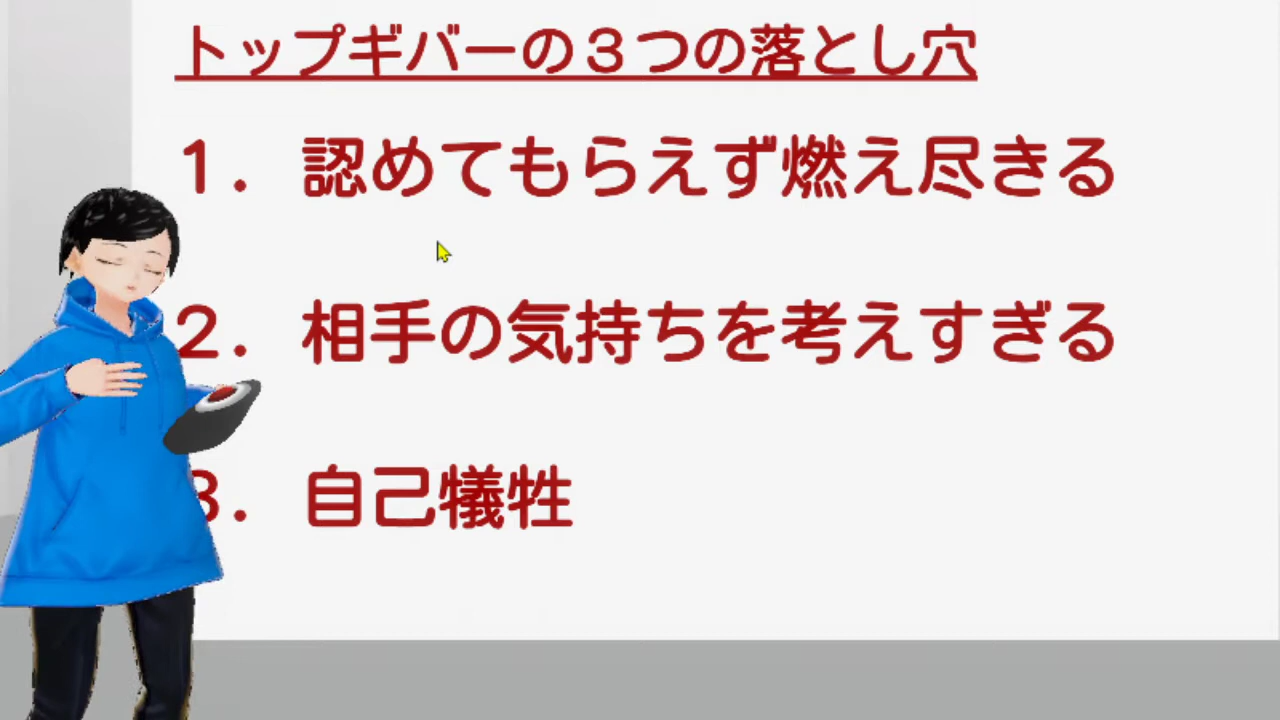 トップギバーの３つの落とし穴
１．認めてもらえず燃え尽きる
２．相手の気持ちを考えすぎる
３．自己犠牲